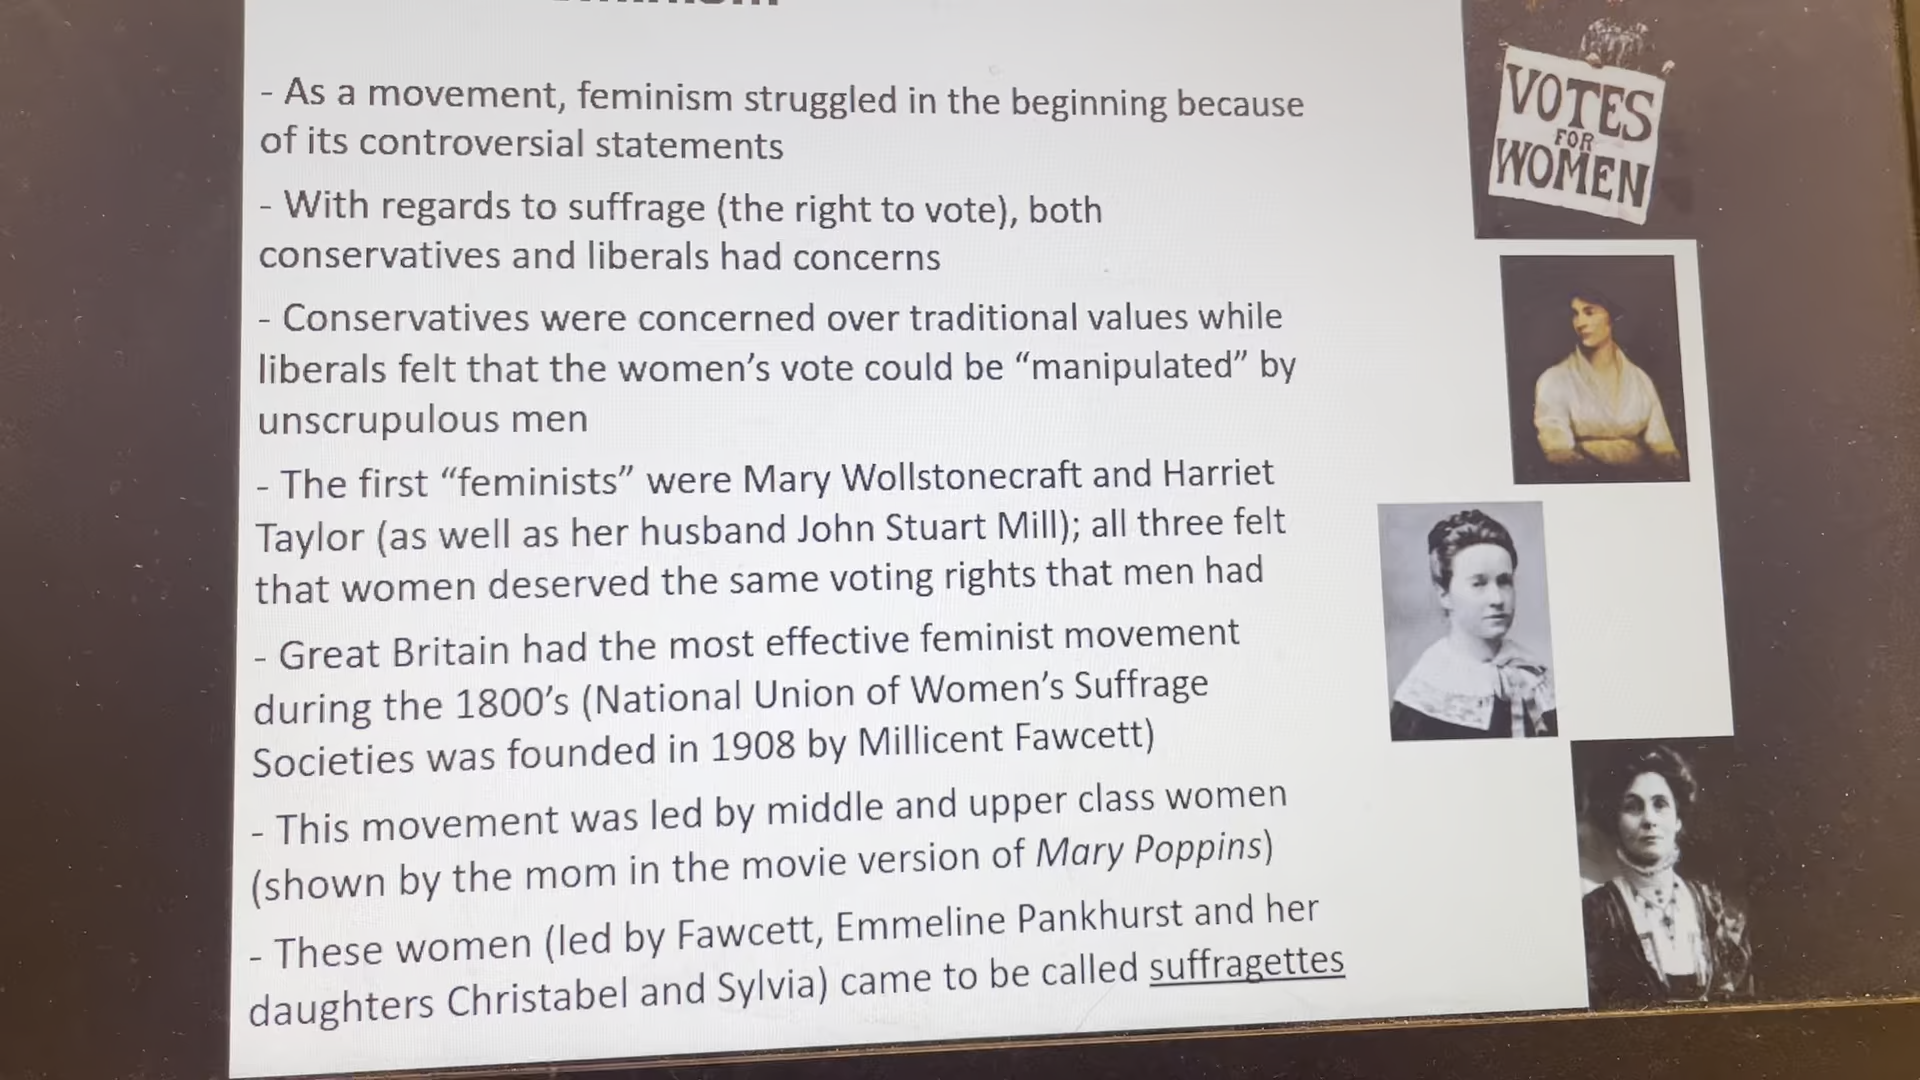 - As a movement, feminism struggled in the beginning because
of its controversial statements
- With regards to suffrage (the right to vote), both
conservatives and liberals had concerns
- Conservatives were concerned over traditional values while
liberals felt that the women's vote could be “manipulated” by
unscrupulous men
- The first “feminists” were Mary Wollstonecraft and Harriet
Taylor (as well as her husband John Stuart Mill); all three felt
that women deserved the same voting rights that men had
- Great Britain had the most effective feminist movement
during the 1800’s (National Union of Women’s Suffrage
Societies was founded in 1908 by Millicent Fawcett)
- This movement was led by middle and upper class women
(shown by the mom in the movie version of Mary Poppins)
- These women (led by Fawcett, Emmeline Pankhurst and her
daughters Christabel and Sylvia) came to be called suffragettes
VOTES
FOR
WOMEN